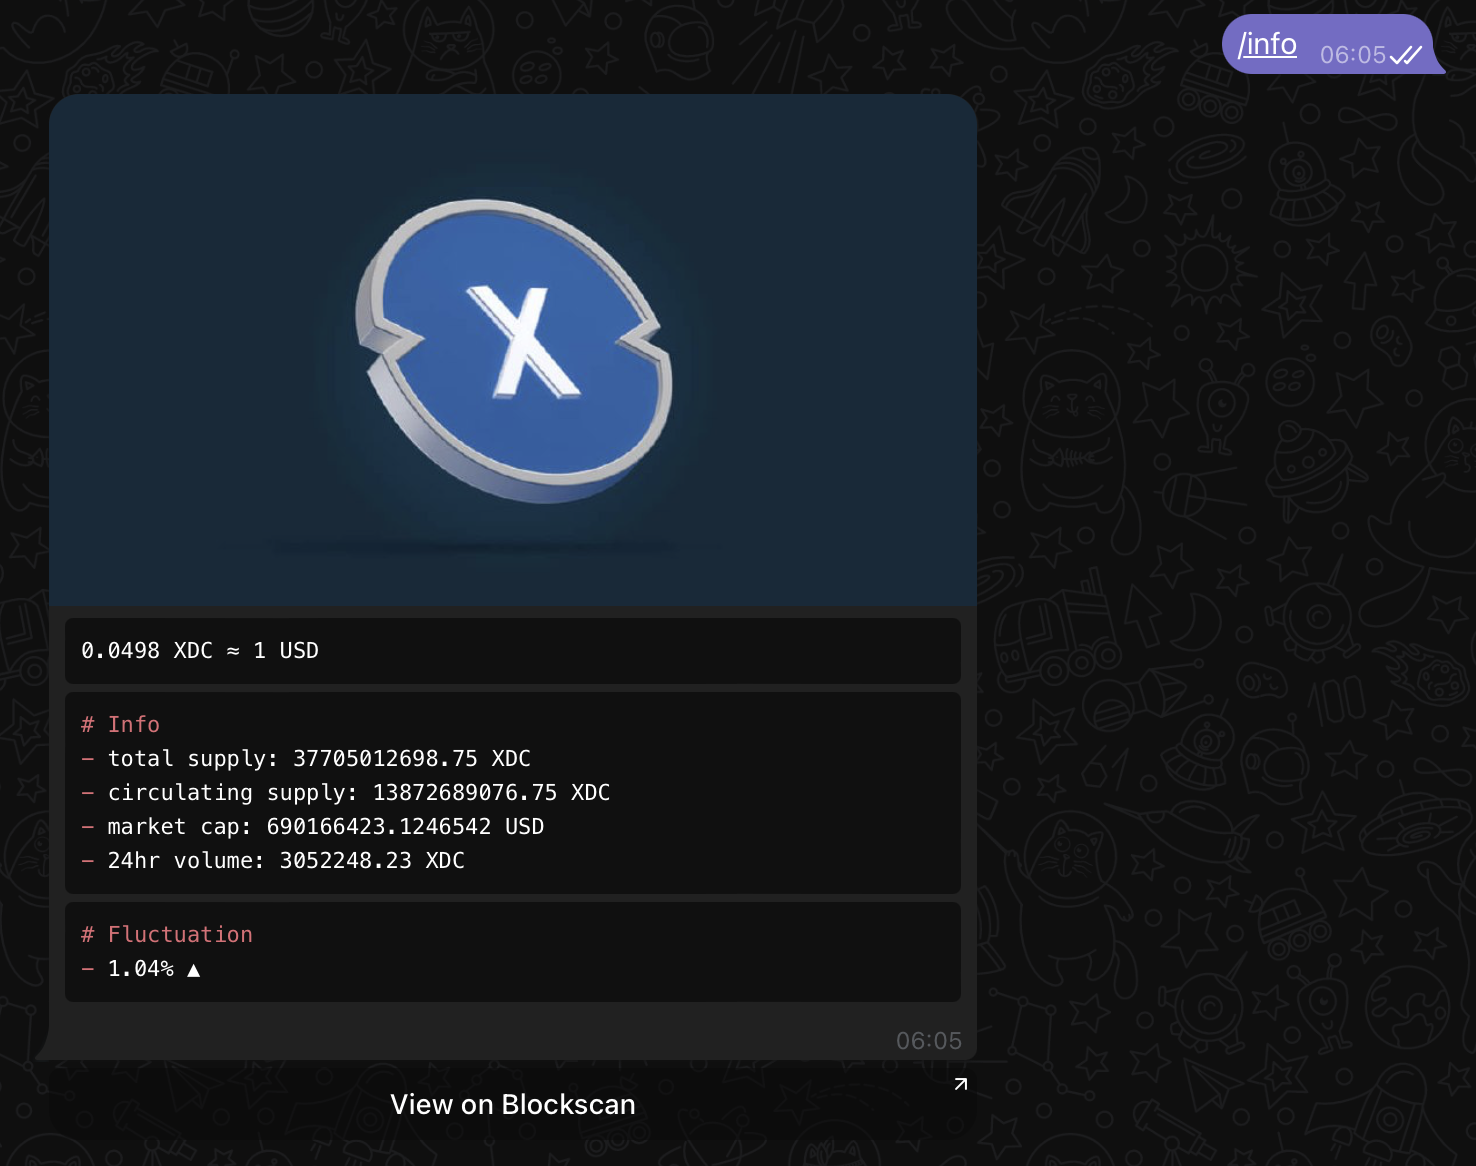 /info 06:05
X
0.0498 XDC ≈ 1 USD
# Info
− total supply: 37705012698.75 XDC
− circulating supply: 13872689076.75 XDC
− market cap: 690166423.1246542 USD
− 24hr volume: 3052248.23 XDC
# Fluctuation
− 1.04% ▲
06:05
View on Blockscan